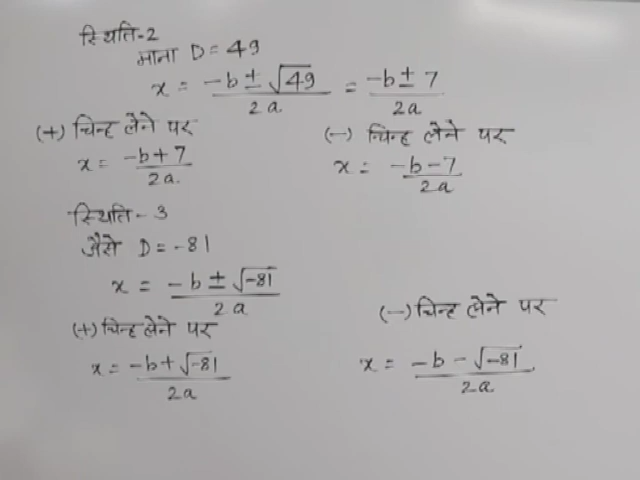 स्थिति-2
माना D = 49
x = (-b ± √49) / 2a = (-b ± 7) / 2a
(+) चिन्ह लेने पर
x = (-b + 7) / 2a
(-) चिन्ह लेने पर
x = (-b - 7) / 2a
स्थिति - 3
जैसे D = -81
x = (-b ± √-81) / 2a
(+) चिन्ह लेने पर
x = (-b + √-81) / 2a
(-) चिन्ह लेने पर
x = (-b - √-81) / 2a